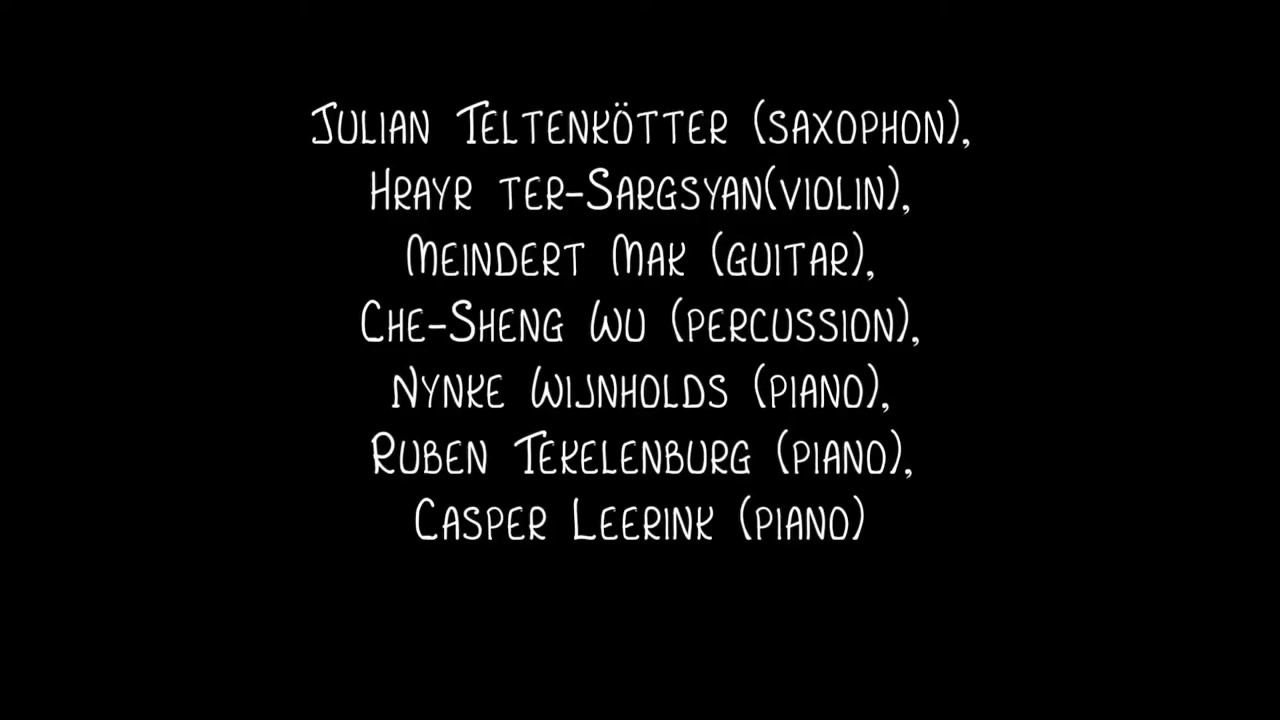 Julian Teltenkötter (saxophon),
Hrayr ter-Sargsyan(violin),
Meindert Mak (guitar),
Che-Sheng Wu (percussion),
Nynke Wijnholds (piano),
Ruben Tekelenburg (piano),
Casper Leerink (piano)